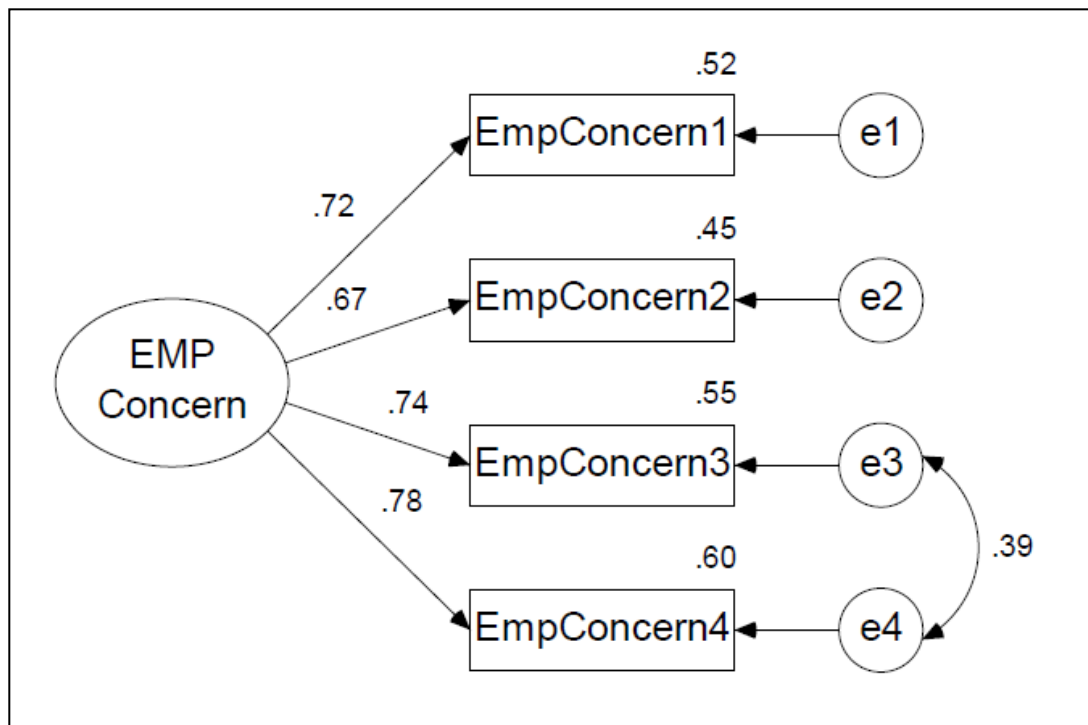 .52
EmpConcern1
e1
.72
.45
EmpConcern2
e2
.67
EMP
Concern
.74
.55
EmpConcern3
e3
.78
.39
.60
EmpConcern4
e4